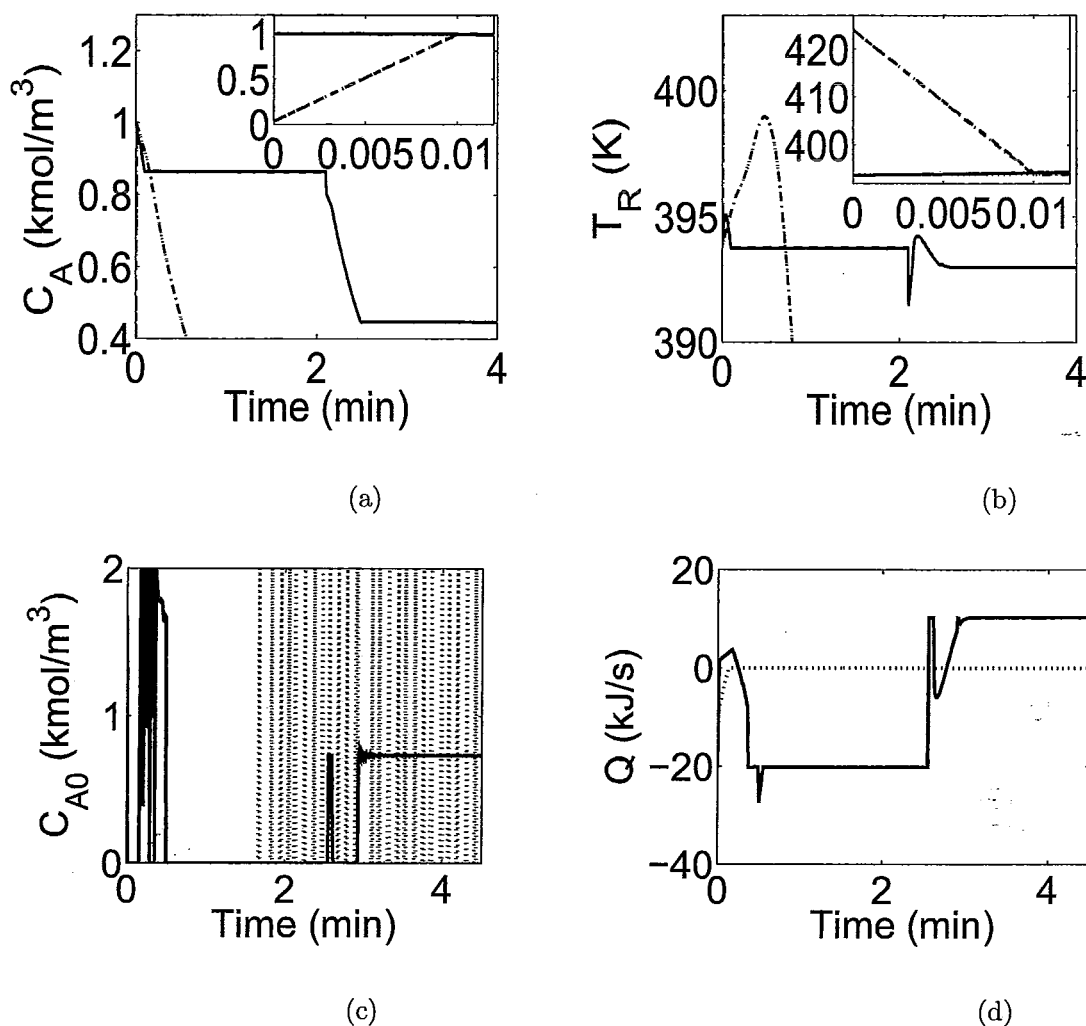 1.2
1
0.8
0.6
0.4
C_A (kmol/m^3)
0 2 4
Time (min)
1
0.5
0
0 0.005 0.01
(a)
400
395
390
T_R (K)
0 2 4
Time (min)
420
410
400
0 0.005 0.01
(b)
2
1
0
C_A0 (kmol/m^3)
0 2 4
Time (min)
(c)
20
0
−20
−40
Q (kJ/s)
0 2 4
Time (min)
(d)